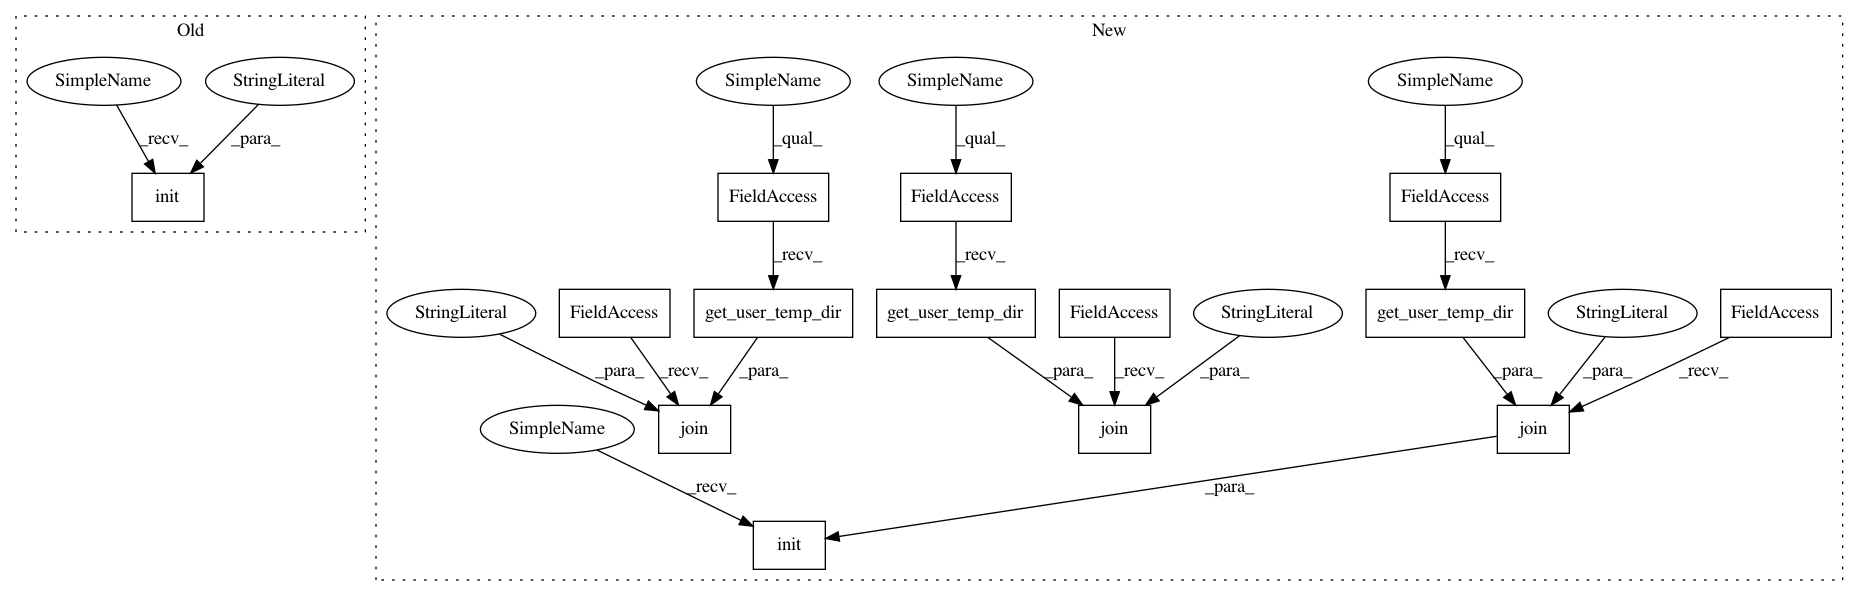 Old
New
SimpleName
StringLiteral
SimpleName
SimpleName
SimpleName
_recv_
_para_
_qual_
_qual_
_qual_
init
FieldAccess
FieldAccess
FieldAccess
_recv_
_recv_
_recv_
StringLiteral
FieldAccess
get_user_temp_dir
get_user_temp_dir
FieldAccess
StringLiteral
get_user_temp_dir
StringLiteral
FieldAccess
_para_
_recv_
_para_
_para_
_recv_
_para_
_para_
_para_
_recv_
SimpleName
join
join
join
_recv_
_para_
init